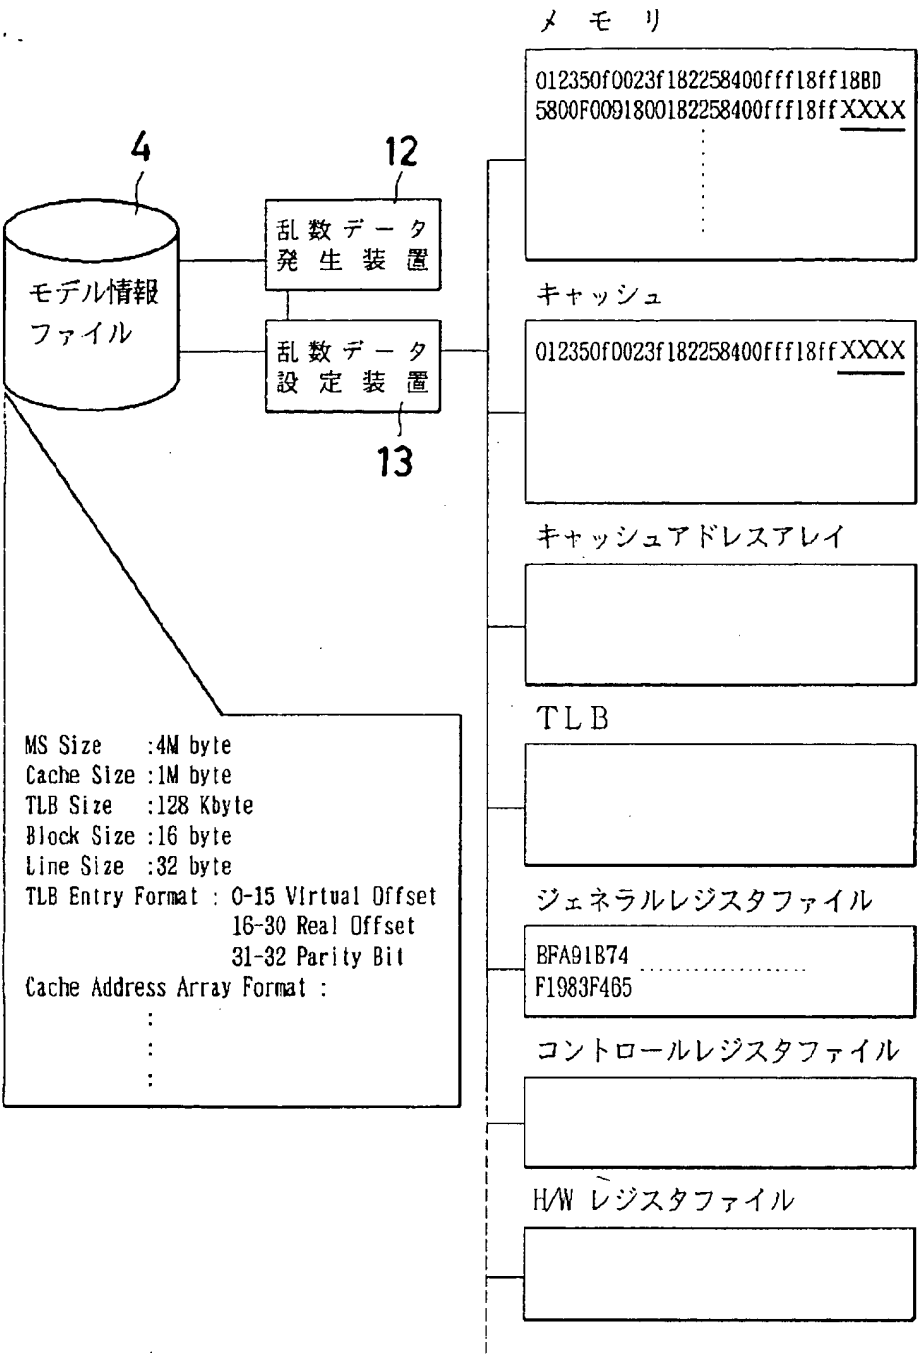 メモリ
012350f0023f182258400fff18ff18BD
5800F0091800182258400fff18ffXXXX
4
12
乱数データ
発生装置
モデル情報
ファイル
キャッシュ
012350f0023f182258400fff18ffXXXX
乱数データ
設定装置
13
キャッシュアドレスアレイ
TLB
MS Size :4M byte
Cache Size :1M byte
TLB Size :128 Kbyte
Block Size :16 byte
Line Size :32 byte
TLB Entry Format : 0-15 Virtual Offset
16-30 Real Offset
31-32 Parity Bit
Cache Address Array Format :
:
:
:
ジェネラルレジスタファイル
BFA91B74
F1983F465
コントロールレジスタファイル
H/W レジスタファイル